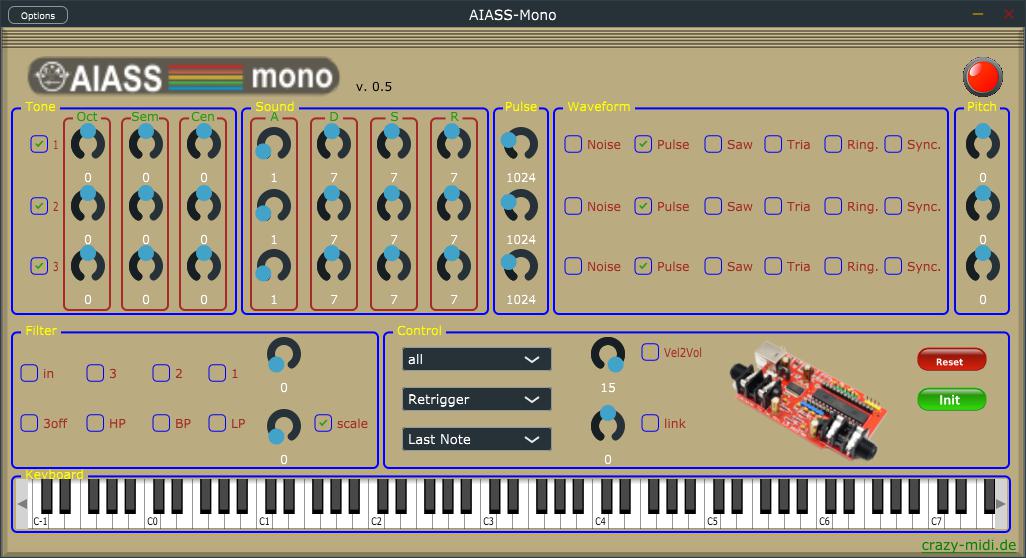 Options
AIASS-Mono
AIASS mono
v. 0.5
Tone Sound Pulse Waveform Pitch
Oct Sem Cen A D S R
1 Noise Pulse Saw Tria Ring. Sync.
0 0 0 1 7 7 7 1024 0
2 Noise Pulse Saw Tria Ring. Sync.
0 0 0 1 7 7 7 1024 0
3 Noise Pulse Saw Tria Ring. Sync.
0 0 0 1 7 7 7 1024 0
Filter Control
in 3 2 1
0
3off HP BP LP scale
0
all
Retrigger
Last Note
15
Vel2Vol
0
link
Reset
Init
Keyboard
C-1 C0 C1 C2 C3 C4 C5 C6 C7
crazy-midi.de